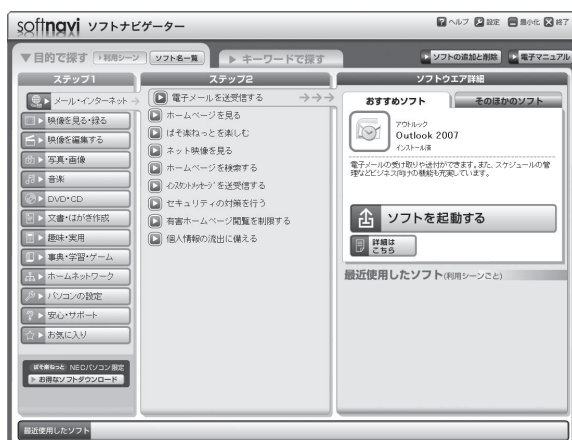 softnavi ソフトナビゲーター
ヘルプ 設定 最小化 終了
▼目的で探す ▸利用シーン ソフト名一覧 ▶ キーワードで探す ▶ ソフトの追加と削除 ▶ 電子マニュアル
ステップ1
メール・インターネット
映像を見る・録る
映像を編集する
写真・画像
音楽
DVD・CD
文書・はがき作成
趣味・実用
事典・学習・ゲーム
ホームネットワーク
パソコンの設定
安心・サポート
お気に入り
ぱそ楽ねっと NECパソコン限定
お得なソフトダウンロード
ステップ2
電子メールを送受信する
ホームページを見る
ぱそ楽ねっとを楽しむ
ネット映像を見る
ホームページを検索する
インスタントメッセージを送受信する
セキュリティの対策を行う
有害ホームページ閲覧を制限する
個人情報の流出に備える
ソフトウエア詳細
おすすめソフト そのほかのソフト
アウトルック
Outlook 2007
インストール済
電子メールの受け取りや送付ができます。また、スケジュールの管
理などビジネス向けの機能も充実しています。
ソフトを起動する
詳細は
こちら
最近使用したソフト(利用シーンごと)
最近使用したソフト